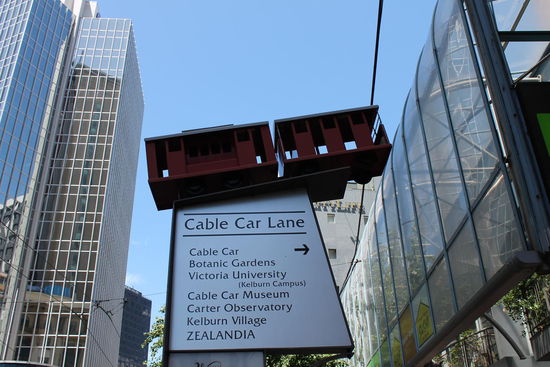 Cable Car Lane
Cable Car
Botanic Gardens
Victoria University
(Kelburn Campus)
Cable Car Museum
Carter Observatory
Kelburn Village
ZEALANDIA